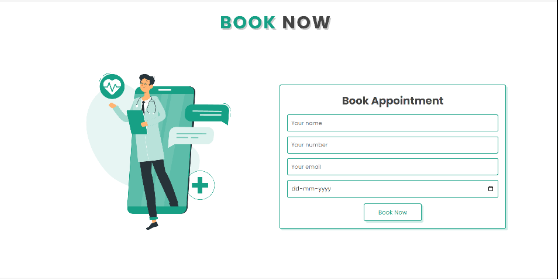 BOOK NOW
Book Appointment
Your name
Your number
Your email
dd-mm-yyyy
Book Now